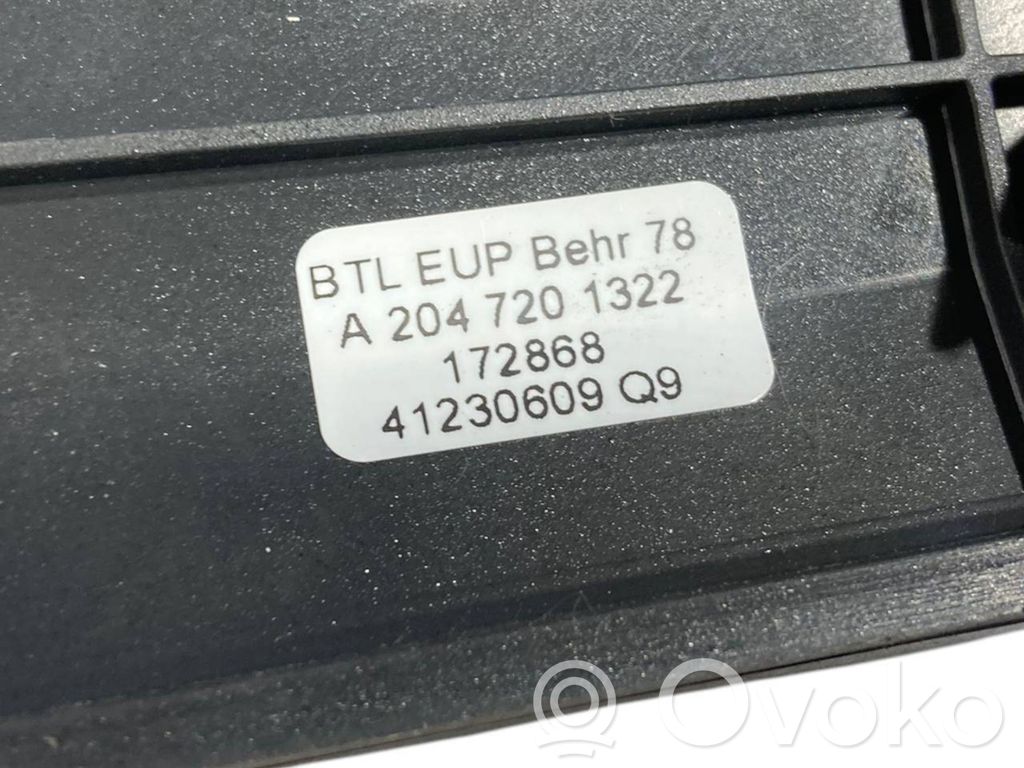 BTL EUP Behr 78
A 204 720 1322
172868
41230609 Q9
Ovoko